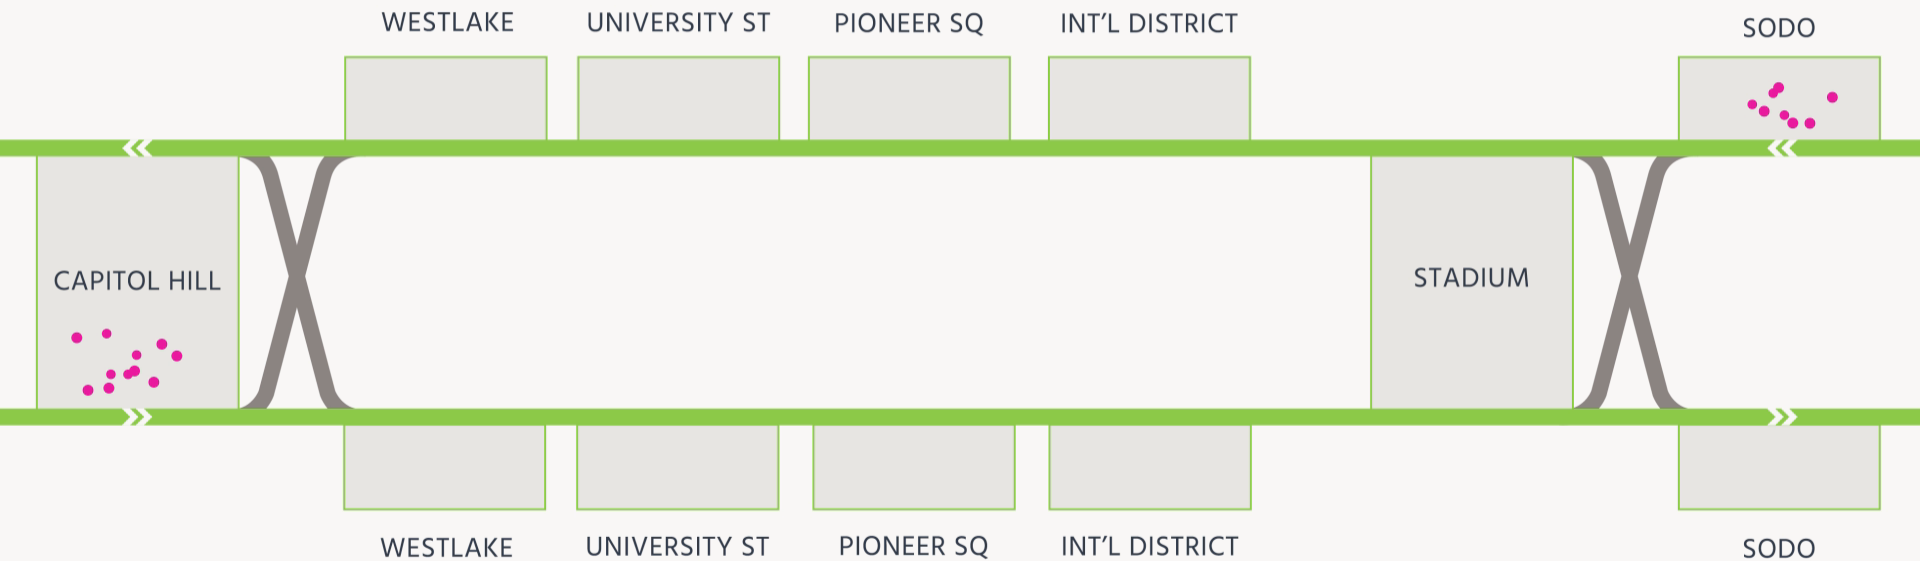 WESTLAKE
UNIVERSITY ST
PIONEER SQ
INT’L DISTRICT
SODO
CAPITOL HILL
STADIUM
WESTLAKE
UNIVERSITY ST
PIONEER SQ
INT’L DISTRICT
SODO